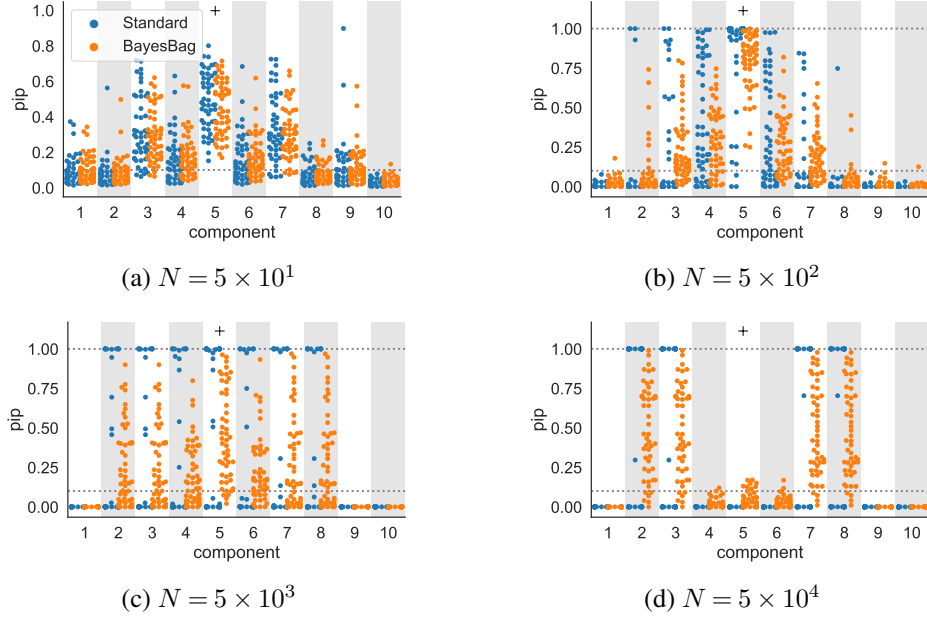 +
1.0
0.8
0.6
0.4
0.2
0.0
pip
Standard
BayesBag
1 2 3 4 5 6 7 8 9 10
component
(a) N = 5 × 10¹
+
1.00
0.75
0.50
0.25
0.00
pip
1 2 3 4 5 6 7 8 9 10
component
(b) N = 5 × 10²
+
1.00
0.75
0.50
0.25
0.00
pip
1 2 3 4 5 6 7 8 9 10
component
(c) N = 5 × 10³
+
1.00
0.75
0.50
0.25
0.00
pip
1 2 3 4 5 6 7 8 9 10
component
(d) N = 5 × 10⁴